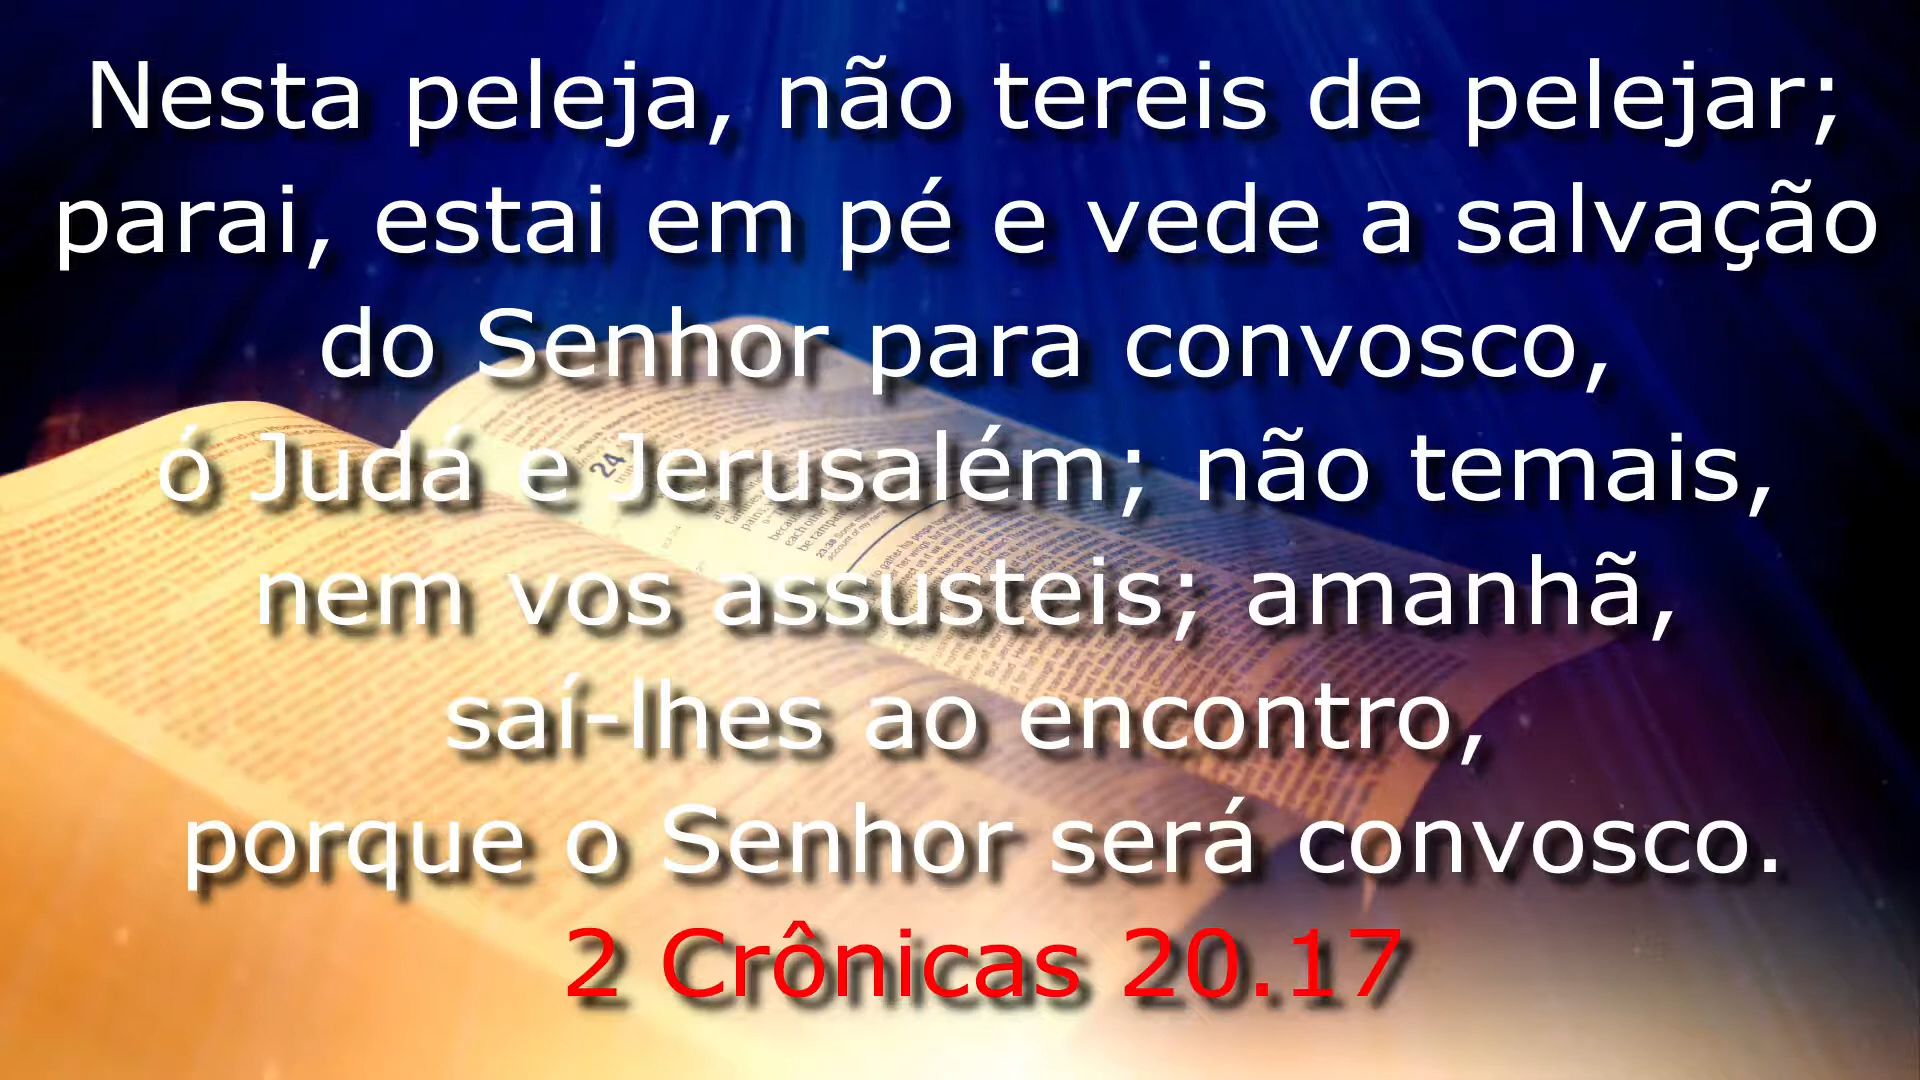 Nesta peleja, não tereis de pelejar;
parai, estai em pé e vede a salvação
do Senhor para convosco,
ó Judá e Jerusalém; não temais,
nem vos assusteis; amanhã,
saí-lhes ao encontro,
porque o Senhor será convosco.
2 Crônicas 20.17
24